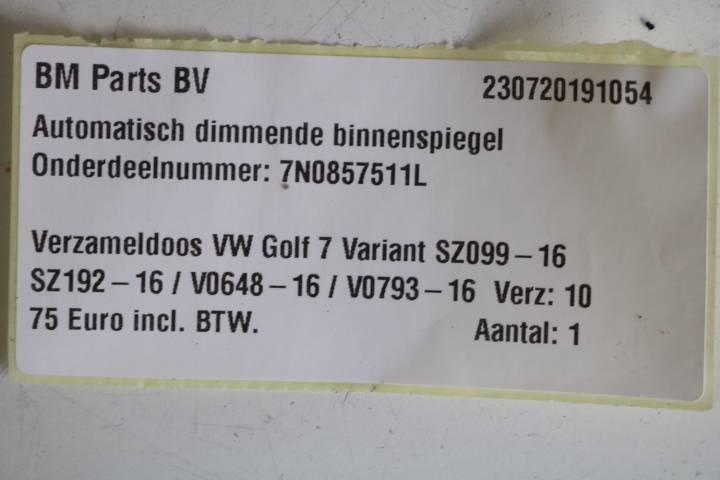 BM Parts BV 230720191054
Automatisch dimmende binnenspiegel
Onderdeelnummer: 7N0857511L
Verzameldoos VW Golf 7 Variant SZ099-16
SZ192-16 / V0648-16 / V0793-16 Verz: 10
75 Euro incl. BTW. Aantal: 1